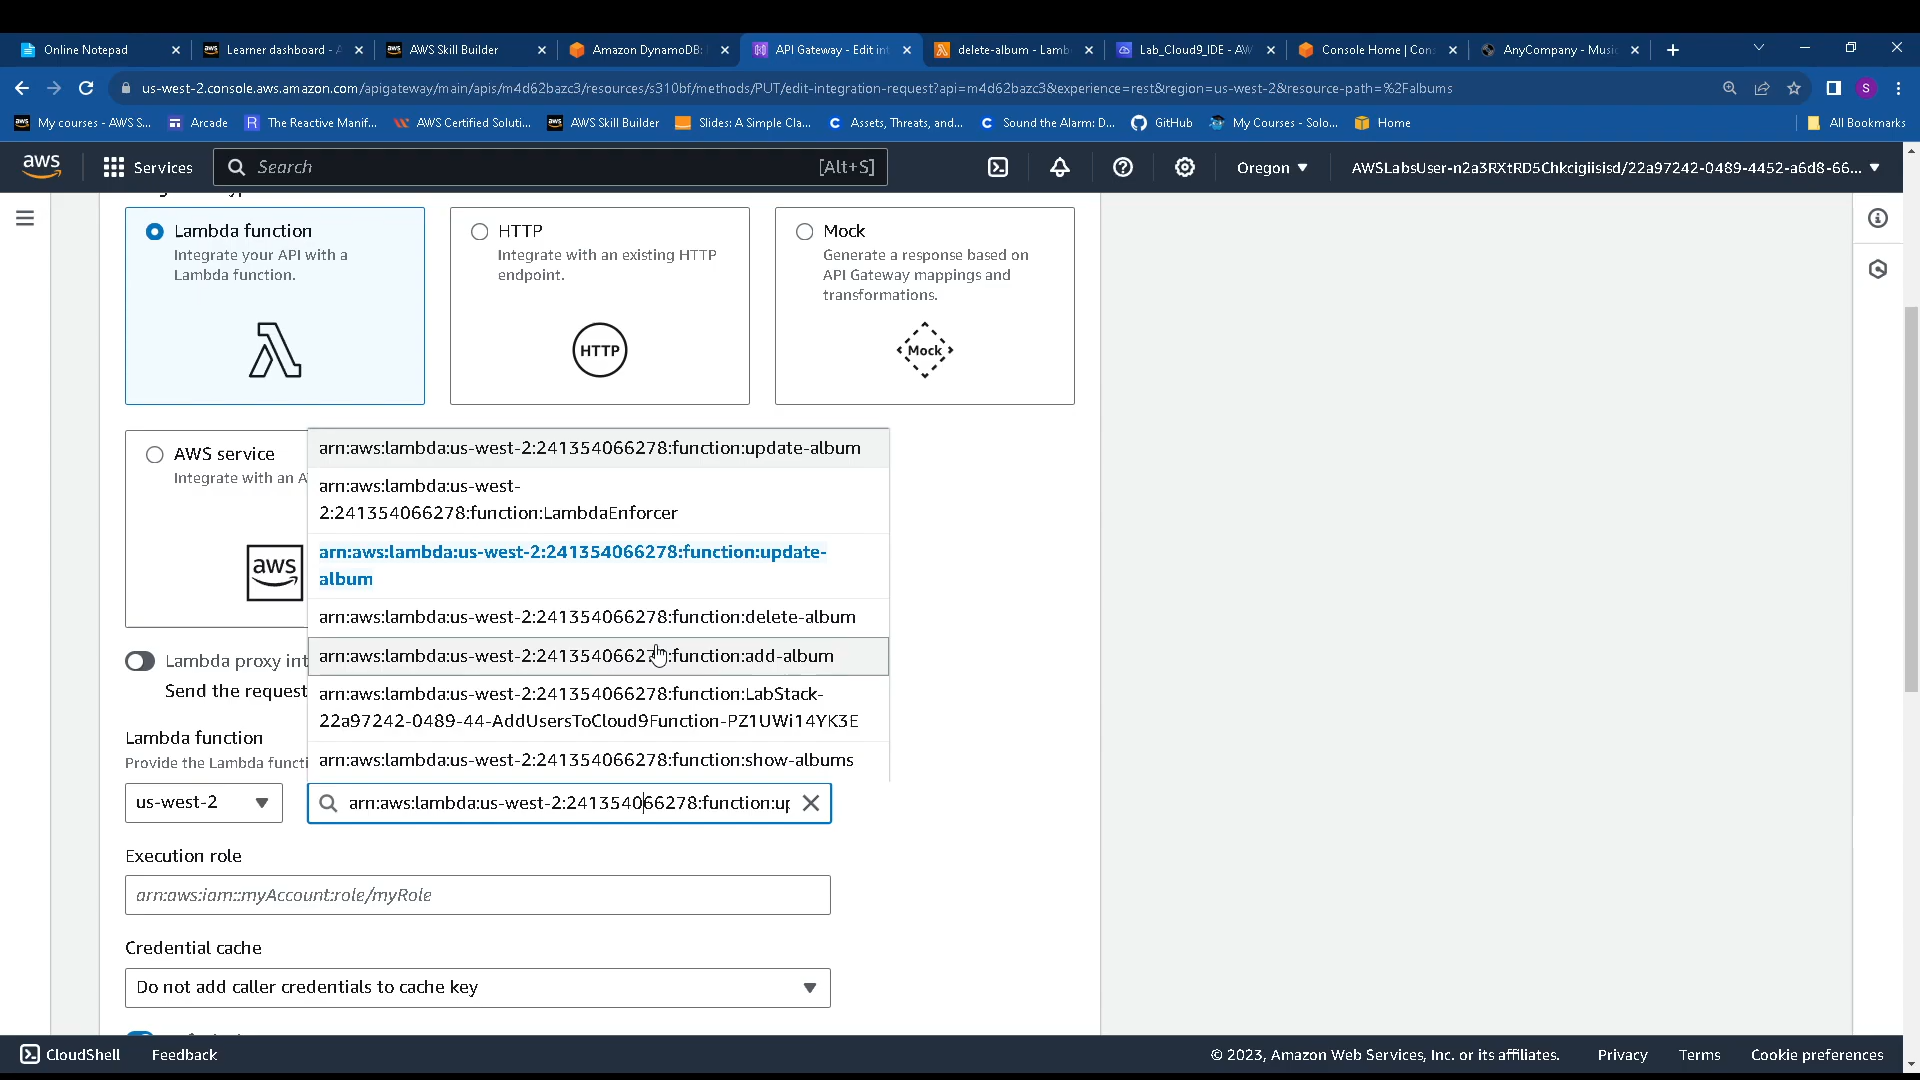 Online Notepad
Learner dashboard - A
AWS Skill Builder
Amazon DynamoDB:
API Gateway - Edit int
delete-album - Lamb
Lab_Cloud9_IDE - AW
Console Home | Con
AnyCompany - Music
us-west-2.console.aws.amazon.com/apigateway/main/apis/m4d62bazc3/resources/s310bf/methods/PUT/edit-integration-request?api=m4d62bazc3&experience=rest&region=us-west-2&resource-path=%2Falbums
S
My courses - AWS S...
Arcade
The Reactive Manif...
AWS Certified Soluti...
AWS Skill Builder
Slides: A Simple Cla...
Assets, Threats, and...
Sound the Alarm: D...
GitHub
My Courses - Solo...
Home
All Bookmarks
aws
Services
Search
[Alt+S]
Oregon
AWSLabsUser-n2a3RXtRD5Chkcigiisisd/22a97242-0489-4452-a6d8-66...
Lambda function
Integrate your API with a
Lambda function.
HTTP
Integrate with an existing HTTP
endpoint.
HTTP
Mock
Generate a response based on
API Gateway mappings and
transformations.
Mock
AWS service
Integrate with an A
aws
arn:aws:lambda:us-west-2:241354066278:function:update-album
arn:aws:lambda:us-west-
2:241354066278:function:LambdaEnforcer
arn:aws:lambda:us-west-2:241354066278:function:update-
album
arn:aws:lambda:us-west-2:241354066278:function:delete-album
arn:aws:lambda:us-west-2:241354066278:function:add-album
arn:aws:lambda:us-west-2:241354066278:function:LabStack-
22a97242-0489-44-AddUsersToCloud9Function-PZ1UWi14YK3E
arn:aws:lambda:us-west-2:241354066278:function:show-albums
Lambda proxy int
Send the request
Lambda function
Provide the Lambda functi
us-west-2
arn:aws:lambda:us-west-2:241354066278:function:up
Execution role
arn:aws:iam::myAccount:role/myRole
Credential cache
Do not add caller credentials to cache key
CloudShell
Feedback
© 2023, Amazon Web Services, Inc. or its affiliates.
Privacy
Terms
Cookie preferences